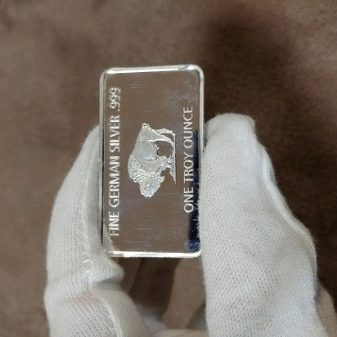 FINE GERMAN SILVER .999
ONE TROY OUNCE